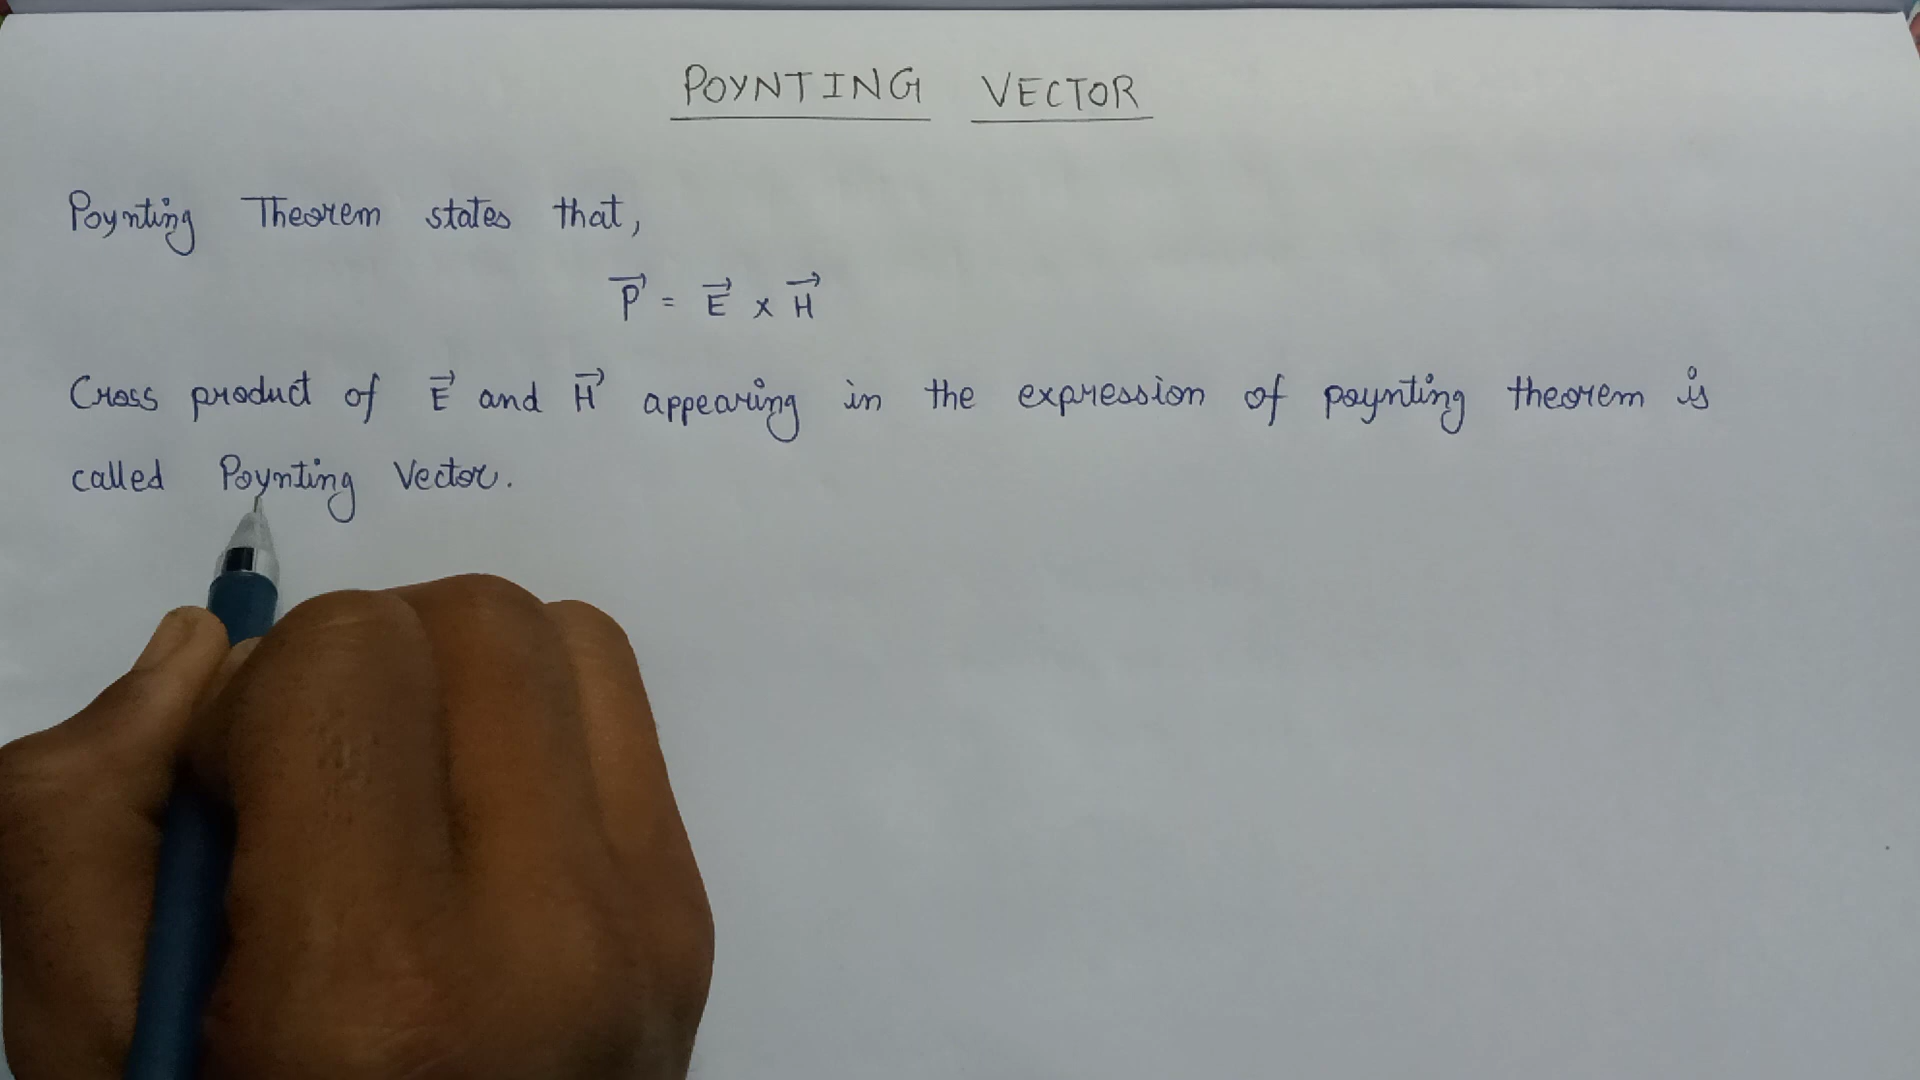 POYNTING VECTOR
Poynting Theorem states that,
P⃗ = E⃗ × H⃗
Cross product of E⃗ and H⃗ appearing in the expression of poynting theorem is
called Poynting Vector.